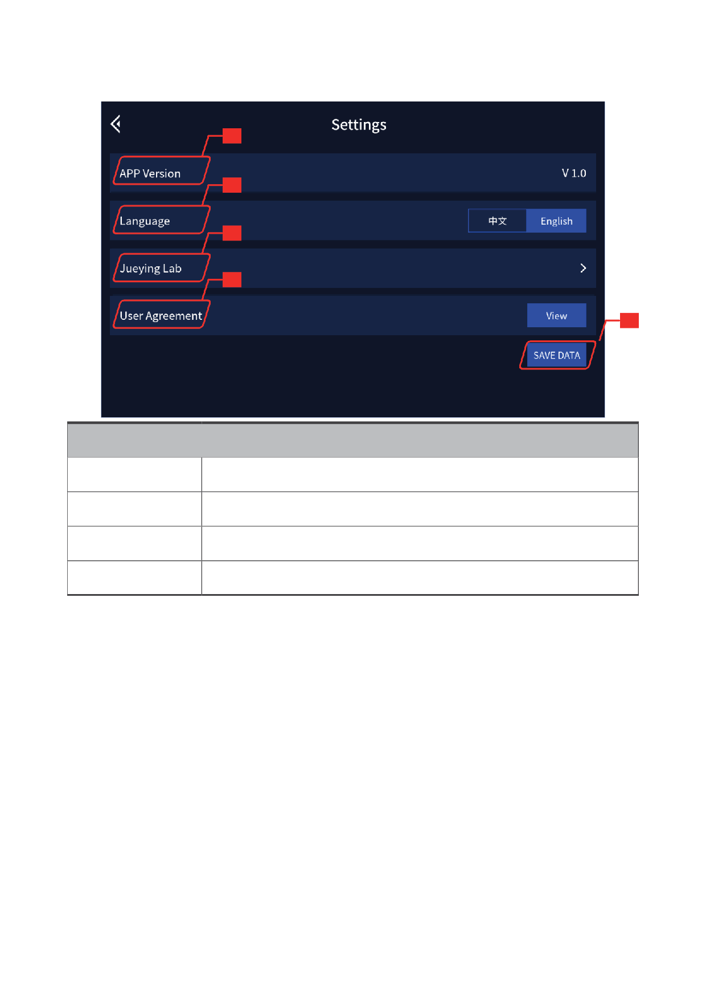 Settings
APP Version V 1.0
Language 中文 English
Jueying Lab
User Agreement View
SAVE DATA